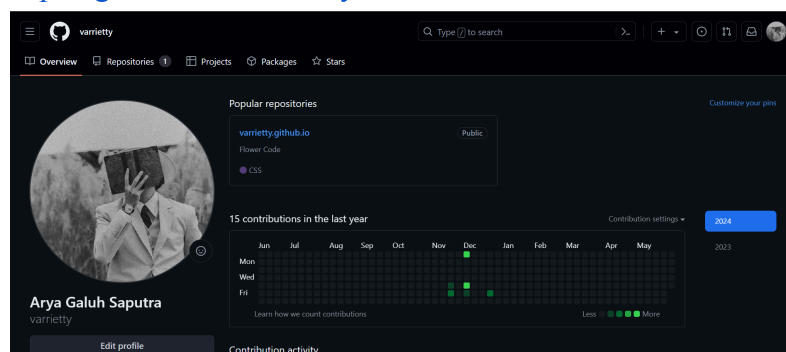 varrietty
Type / to search
Overview
Repositories 1
Projects
Packages
Stars
Popular repositories
Customize your pins
varrietty.github.io
Public
Flower Code
CSS
15 contributions in the last year
Contribution settings
2024
2023
Jun Jul Aug Sep Oct Nov Dec Jan Feb Mar Apr May
Mon
Wed
Fri
Learn how we count contributions
Less More
Arya Galuh Saputra
varrietty
Edit profile
Contribution activity